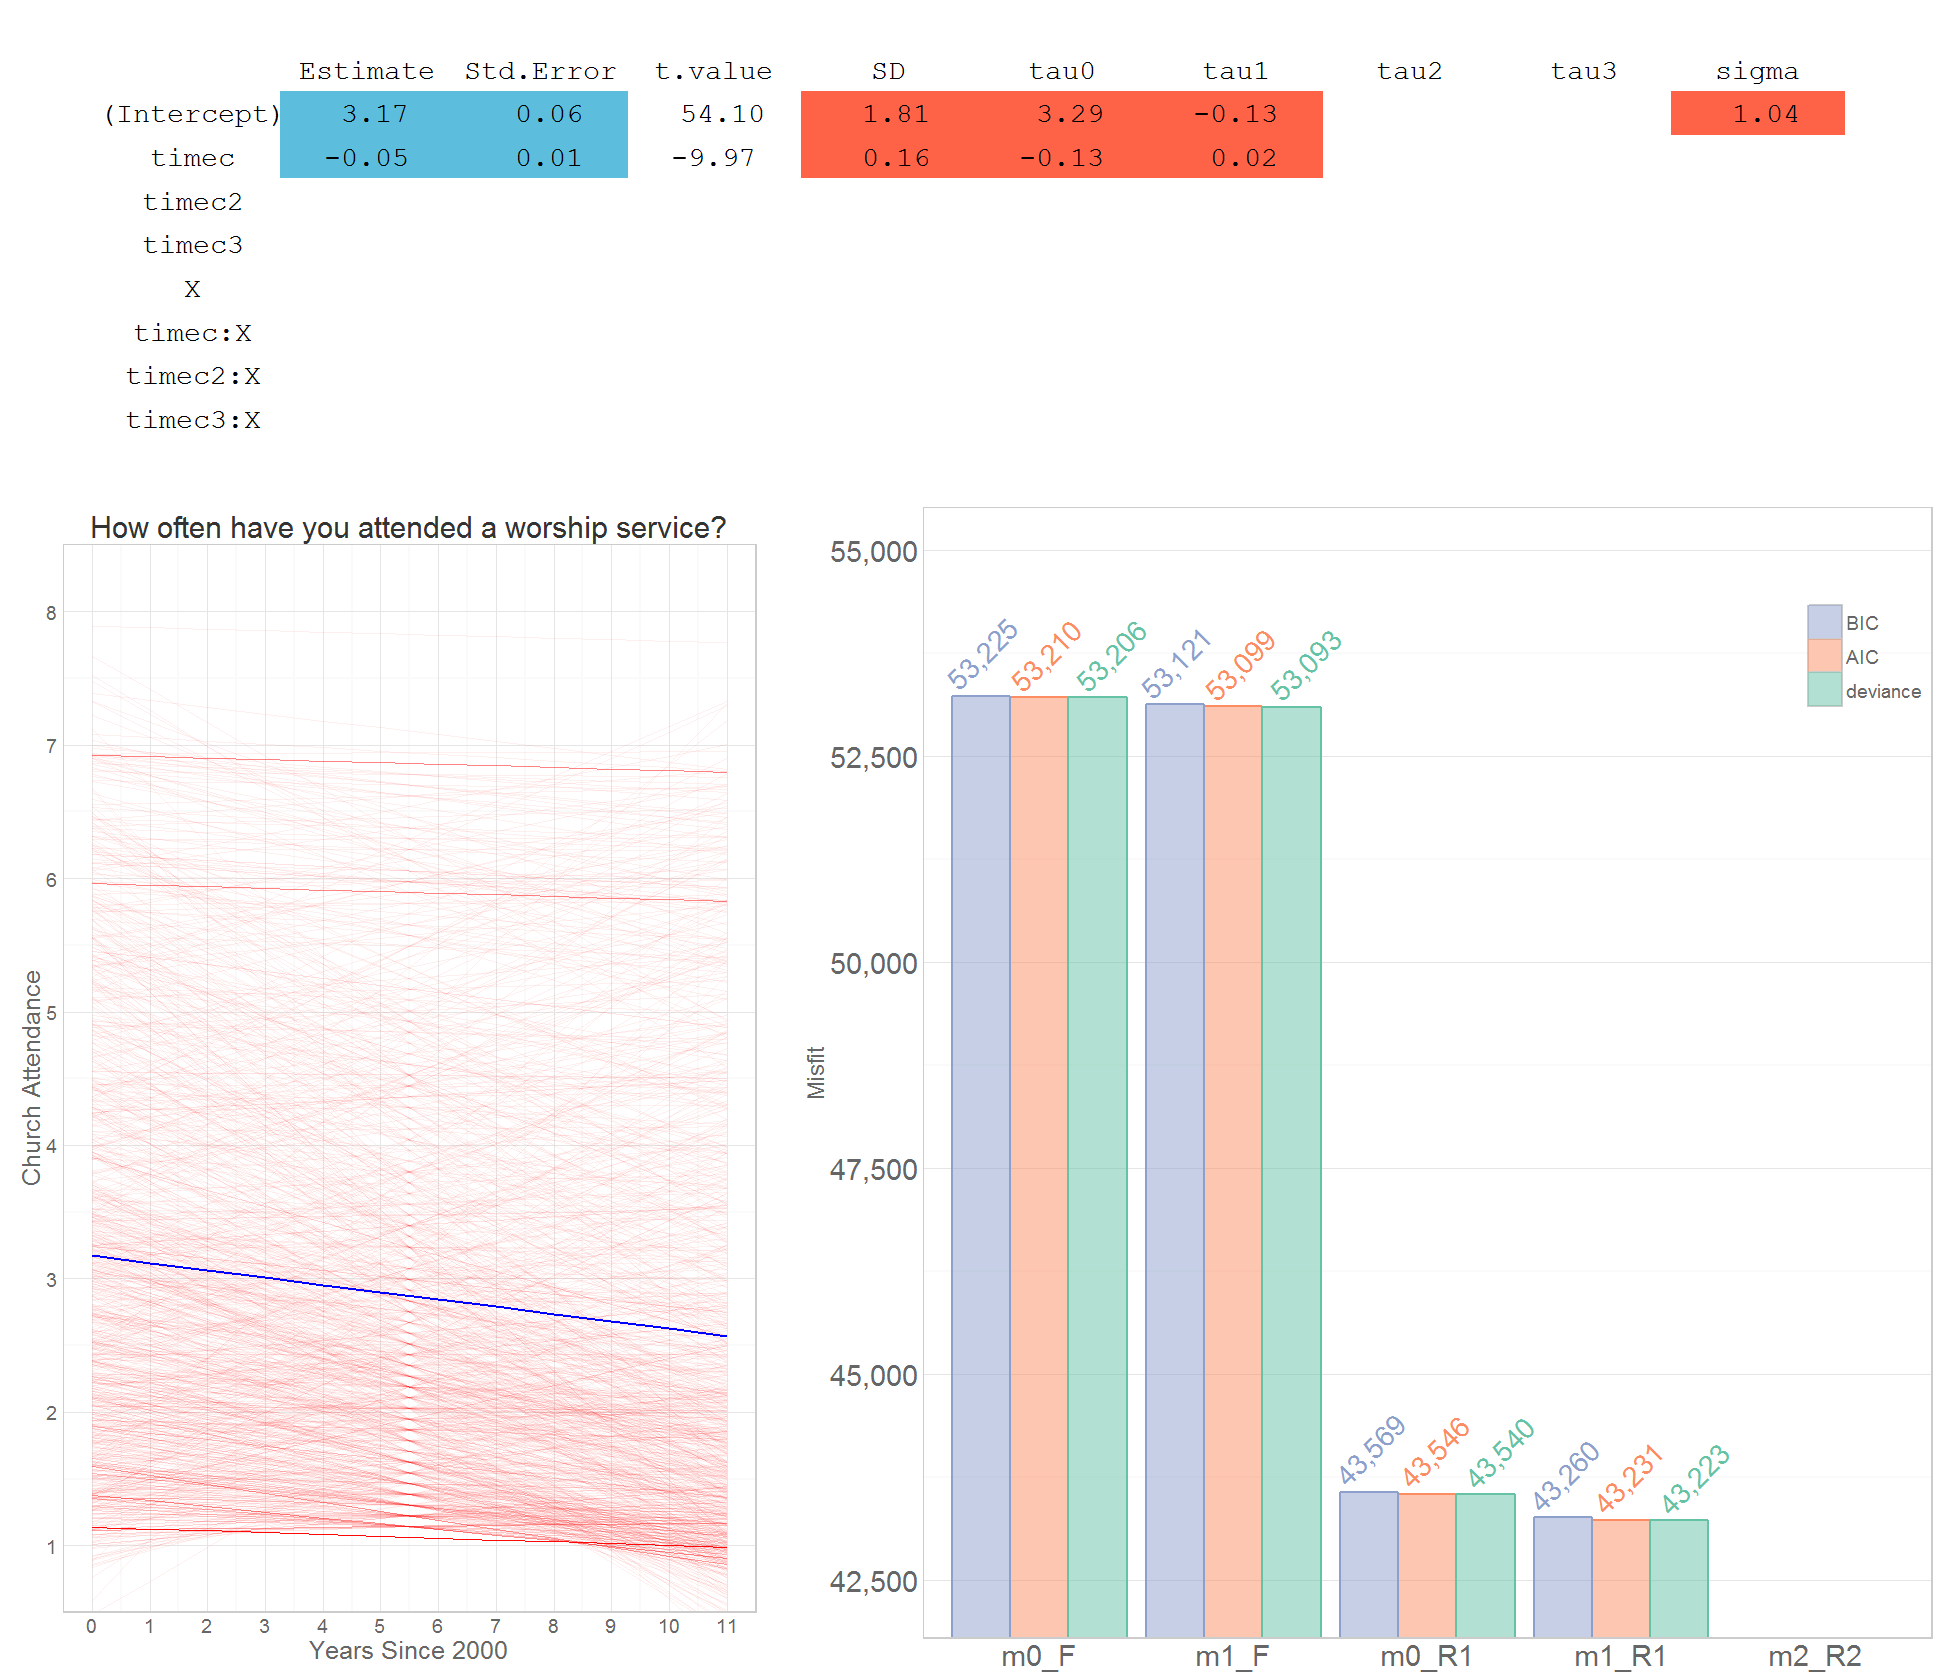 Estimate Std.Error t.value SD tau0 tau1 tau2 tau3 sigma
(Intercept) 3.17 0.06 54.10 1.81 3.29 -0.13 1.04
timec -0.05 0.01 -9.97 0.16 -0.13 0.02
timec2
timec3
X
timec:X
timec2:X
timec3:X
How often have you attended a worship service?
Church Attendance
8
7
6
5
4
3
2
1
0 1 2 3 4 5 6 7 8 9 10 11
Years Since 2000
Misfit
55,000
52,500
50,000
47,500
45,000
42,500
53,225 53,210 53,206 53,121 53,099 53,093
43,569 43,546 43,540 43,260 43,231 43,223
BIC
AIC
deviance
m0_F m1_F m0_R1 m1_R1 m2_R2